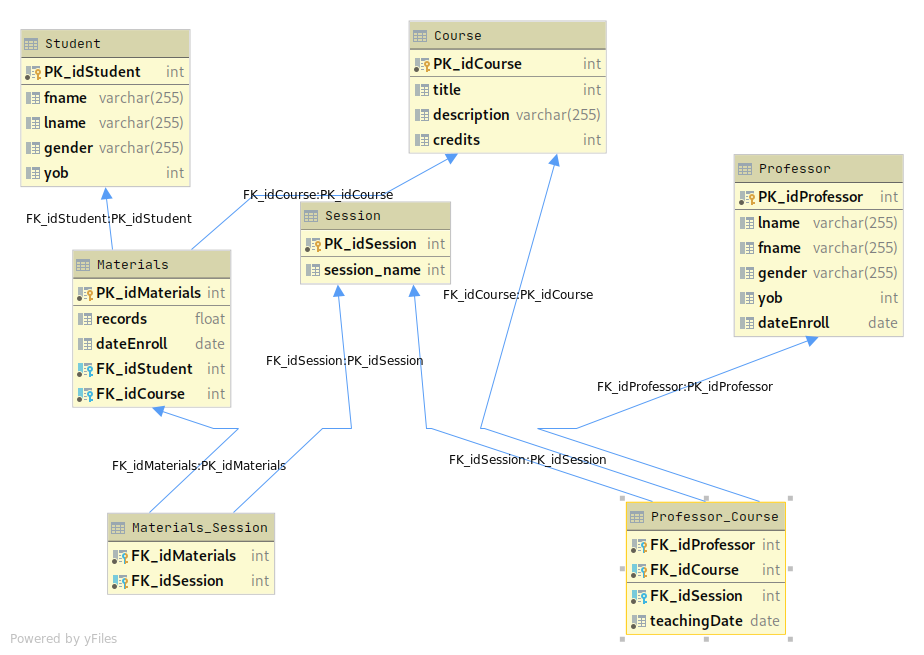 Student
PK_idStudent int
fname varchar(255)
lname varchar(255)
gender varchar(255)
yob int
Course
PK_idCourse int
title int
description varchar(255)
credits int
Professor
PK_idProfessor int
lname varchar(255)
fname varchar(255)
gender varchar(255)
yob int
dateEnroll date
FK_idCourse:PK_idCourse
FK_idStudent:PK_idStudent
Session
PK_idSession int
session_name int
Materials
PK_idMaterials int
records float
dateEnroll date
FK_idStudent int
FK_idCourse int
FK_idCourse:PK_idCourse
FK_idSession:PK_idSession
FK_idProfessor:PK_idProfessor
FK_idMaterials:PK_idMaterials
FK_idSession:PK_idSession
Materials_Session
FK_idMaterials int
FK_idSession int
Professor_Course
FK_idProfessor int
FK_idCourse int
FK_idSession int
teachingDate date
Powered by yFiles